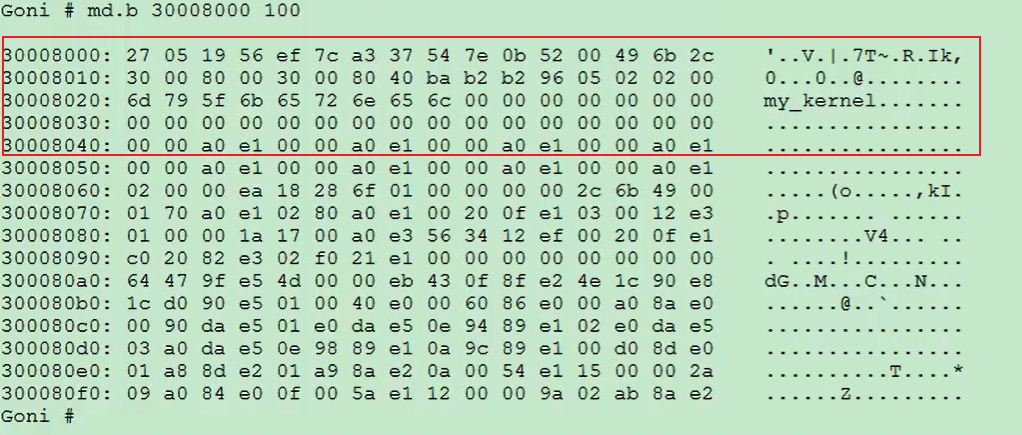 Goni # md.b 30008000 100
30008000: 27 05 19 56 ef 7c a3 37 54 7e 0b 52 00 49 6b 2c    '..V.|.7T~.R.Ik,
30008010: 30 00 80 00 30 00 80 40 ba b2 b2 96 05 02 02 00    0...0..@........
30008020: 6d 79 5f 6b 65 72 6e 65 6c 00 00 00 00 00 00 00    my_kernel.......
30008030: 00 00 00 00 00 00 00 00 00 00 00 00 00 00 00 00    ................
30008040: 00 00 a0 e1 00 00 a0 e1 00 00 a0 e1 00 00 a0 e1    ................
30008050: 00 00 a0 e1 00 00 a0 e1 00 00 a0 e1 00 00 a0 e1    ................
30008060: 02 00 00 ea 18 28 6f 01 00 00 00 00 2c 6b 49 00    .....(o.....,kI.
30008070: 01 70 a0 e1 02 80 a0 e1 00 20 0f e1 03 00 12 e3    .p....... ......
30008080: 01 00 00 1a 17 00 a0 e3 56 34 12 ef 00 20 0f e1    ........V4... ..
30008090: c0 20 82 e3 02 f0 21 e1 00 00 00 00 00 00 00 00    . ....!.........
300080a0: 64 47 9f e5 4d 00 00 eb 43 0f 8f e2 4e 1c 90 e8    dG..M...C...N...
300080b0: 1c d0 90 e5 01 00 40 e0 00 60 86 e0 00 a0 8a e0    ......@..`......
300080c0: 00 90 da e5 01 e0 da e5 0e 94 89 e1 02 e0 da e5    ................
300080d0: 03 a0 da e5 0e 98 89 e1 0a 9c 89 e1 00 d0 8d e0    ................
300080e0: 01 a8 8d e2 01 a9 8a e2 0a 00 54 e1 15 00 00 2a    ..........T....*
300080f0: 09 a0 84 e0 0f 00 5a e1 12 00 00 9a 02 ab 8a e2    ......Z.........
Goni #